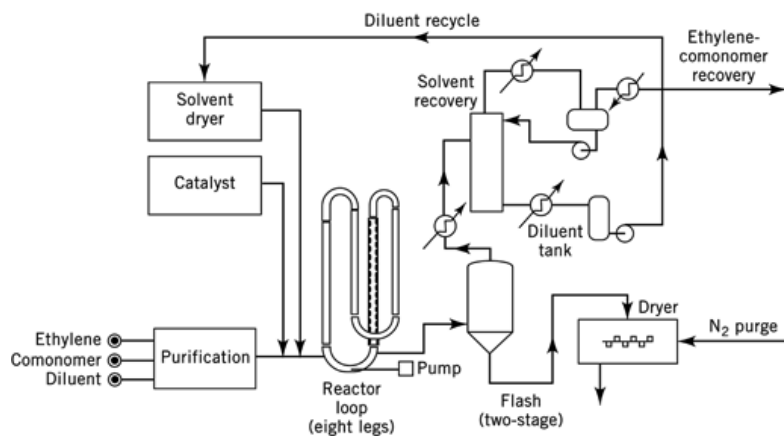 Diluent recycle
Ethylene-
comonomer
recovery
Solvent
recovery
Solvent
dryer
Catalyst
Diluent
tank
Dryer
N₂ purge
Ethylene
Comonomer
Diluent
Purification
Pump
Reactor
loop
(eight legs)
Flash
(two-stage)